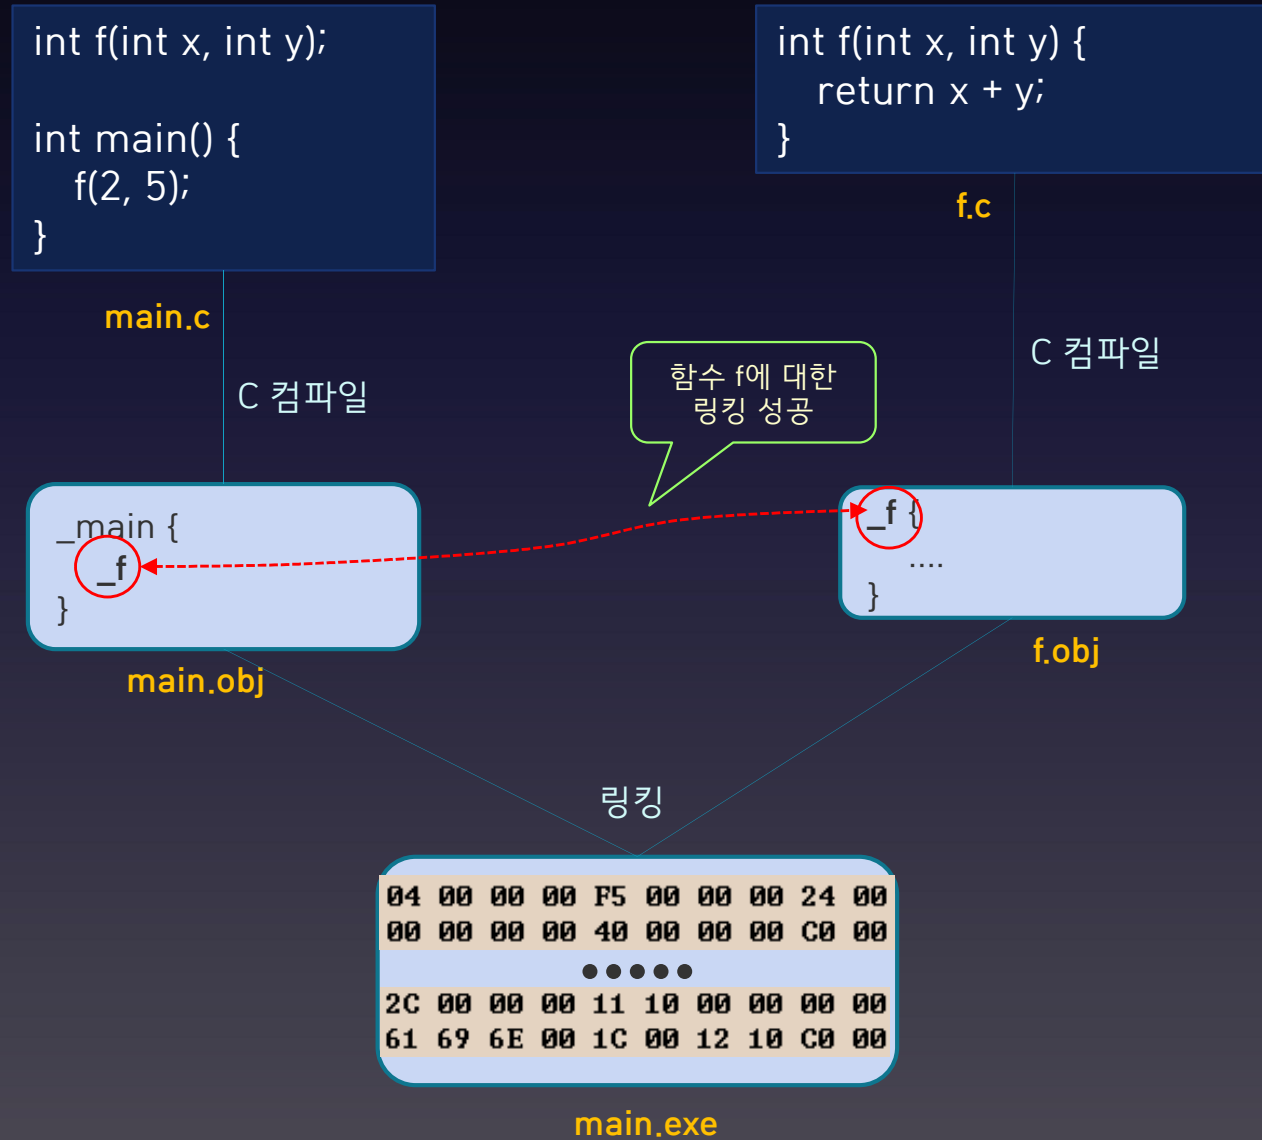 int f(int x, int y);
int main() {
f(2, 5);
}
main.c
C 컴파일
int f(int x, int y) {
return x + y;
}
f.c
C 컴파일
함수 f에 대한
링킹 성공
_main {
_f
}
main.obj
_f {
....
}
f.obj
링킹
04 00 00 00 F5 00 00 00 24 00
00 00 00 00 40 00 00 00 C0 00
●●●●●
2C 00 00 00 11 10 00 00 00 00
61 69 6E 00 1C 00 12 10 C0 00
main.exe